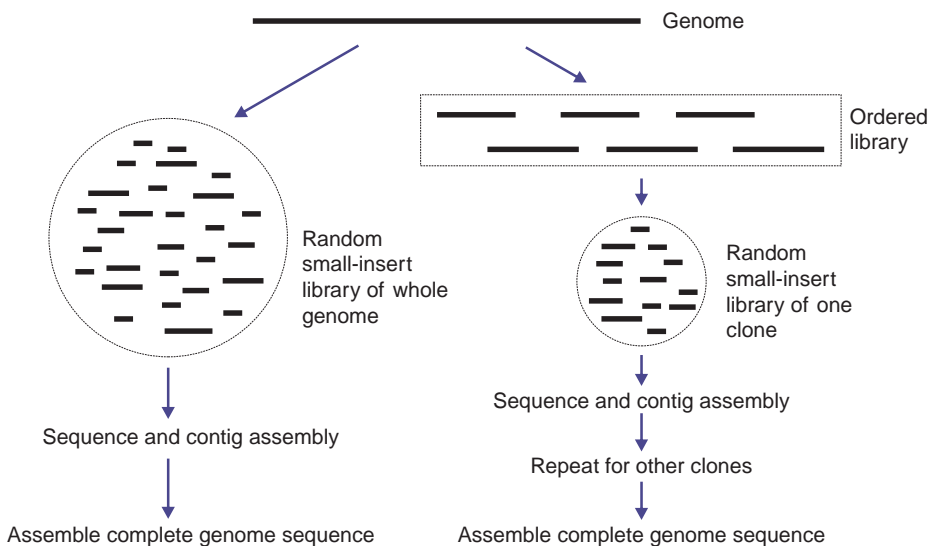 Genome
Ordered
library
Random
small-insert
library of whole
genome
Random
small-insert
library of one
clone
Sequence and contig assembly
Sequence and contig assembly
Repeat for other clones
Assemble complete genome sequence
Assemble complete genome sequence